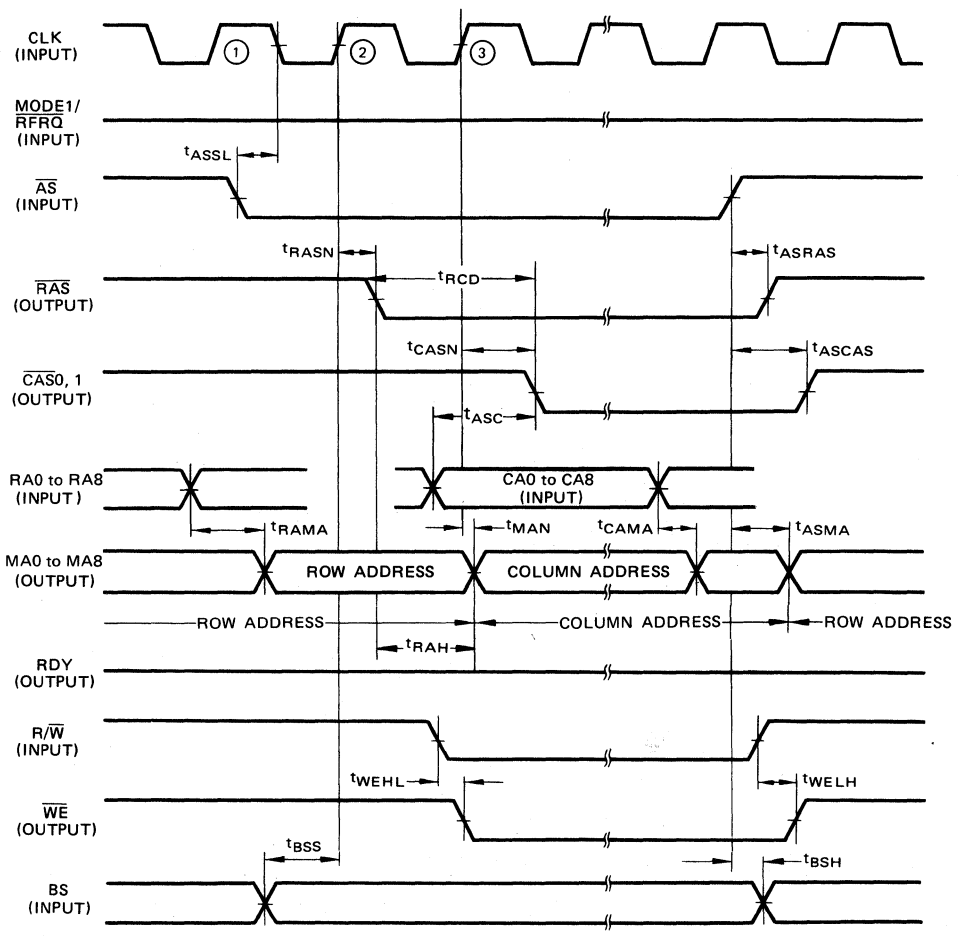 CLK
(INPUT)
1
2
3
MODE1/
RFRQ
(INPUT)
tASSL
AS
(INPUT)
tRASN
tASRAS
tRCD
RAS
(OUTPUT)
tCASN
tASCAS
CAS0, 1
(OUTPUT)
tASC
RA0 to RA8
(INPUT)
CA0 to CA8
(INPUT)
tRAMA
tMAN
tCAMA
tASMA
MA0 to MA8
(OUTPUT)
ROW ADDRESS
COLUMN ADDRESS
ROW ADDRESS
COLUMN ADDRESS
ROW ADDRESS
tRAH
RDY
(OUTPUT)
R/W
(INPUT)
tWEHL
tWELH
WE
(OUTPUT)
tBSS
tBSH
BS
(INPUT)